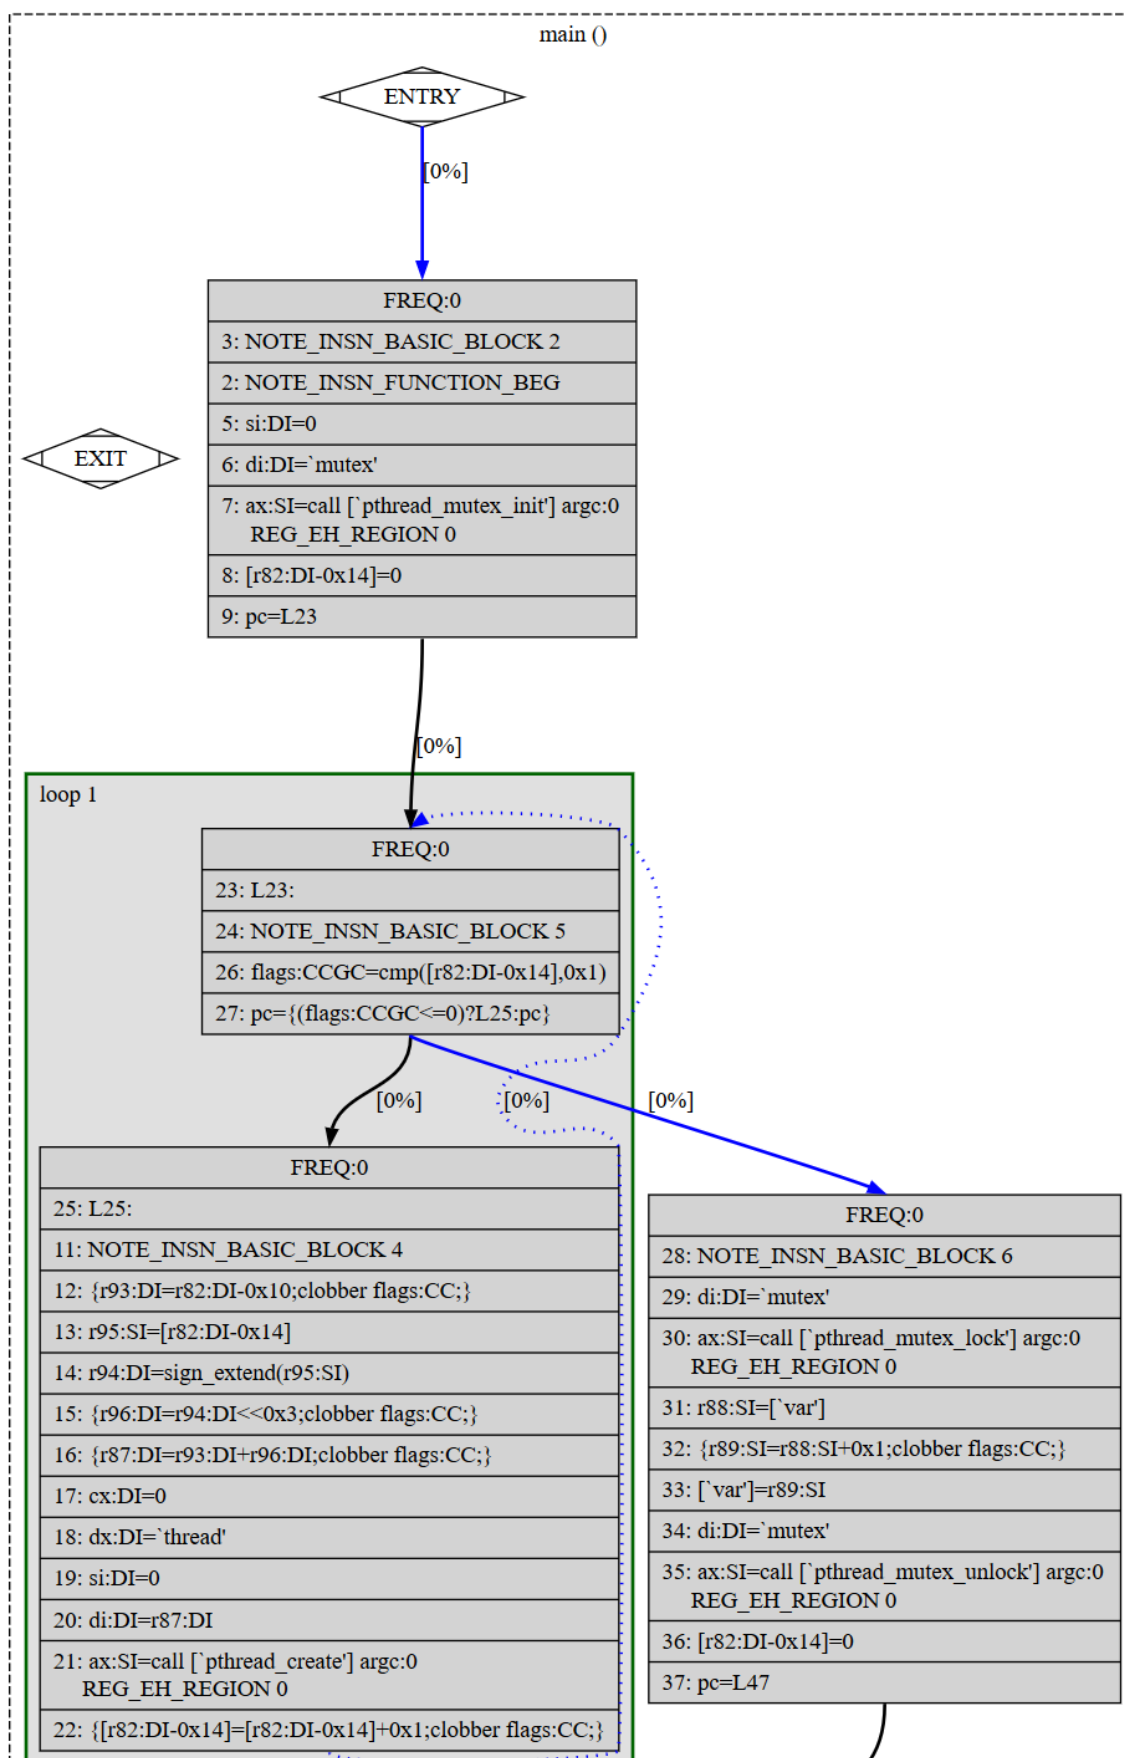 main ()
ENTRY
[0%]
FREQ:0
3: NOTE_INSN_BASIC_BLOCK 2
2: NOTE_INSN_FUNCTION_BEG
5: si:DI=0
6: di:DI=`mutex'
7: ax:SI=call [`pthread_mutex_init'] argc:0
REG_EH_REGION 0
8: [r82:DI-0x14]=0
9: pc=L23
EXIT
[0%]
loop 1
FREQ:0
23: L23:
24: NOTE_INSN_BASIC_BLOCK 5
26: flags:CCGC=cmp([r82:DI-0x14],0x1)
27: pc={(flags:CCGC<=0)?L25:pc}
[0%]
[0%]
[0%]
FREQ:0
25: L25:
11: NOTE_INSN_BASIC_BLOCK 4
12: {r93:DI=r82:DI-0x10;clobber flags:CC;}
13: r95:SI=[r82:DI-0x14]
14: r94:DI=sign_extend(r95:SI)
15: {r96:DI=r94:DI<<0x3;clobber flags:CC;}
16: {r87:DI=r93:DI+r96:DI;clobber flags:CC;}
17: cx:DI=0
18: dx:DI=`thread'
19: si:DI=0
20: di:DI=r87:DI
21: ax:SI=call [`pthread_create'] argc:0
REG_EH_REGION 0
22: {[r82:DI-0x14]=[r82:DI-0x14]+0x1;clobber flags:CC;}
FREQ:0
28: NOTE_INSN_BASIC_BLOCK 6
29: di:DI=`mutex'
30: ax:SI=call [`pthread_mutex_lock'] argc:0
REG_EH_REGION 0
31: r88:SI=[`var']
32: {r89:SI=r88:SI+0x1;clobber flags:CC;}
33: [`var']=r89:SI
34: di:DI=`mutex'
35: ax:SI=call [`pthread_mutex_unlock'] argc:0
REG_EH_REGION 0
36: [r82:DI-0x14]=0
37: pc=L47